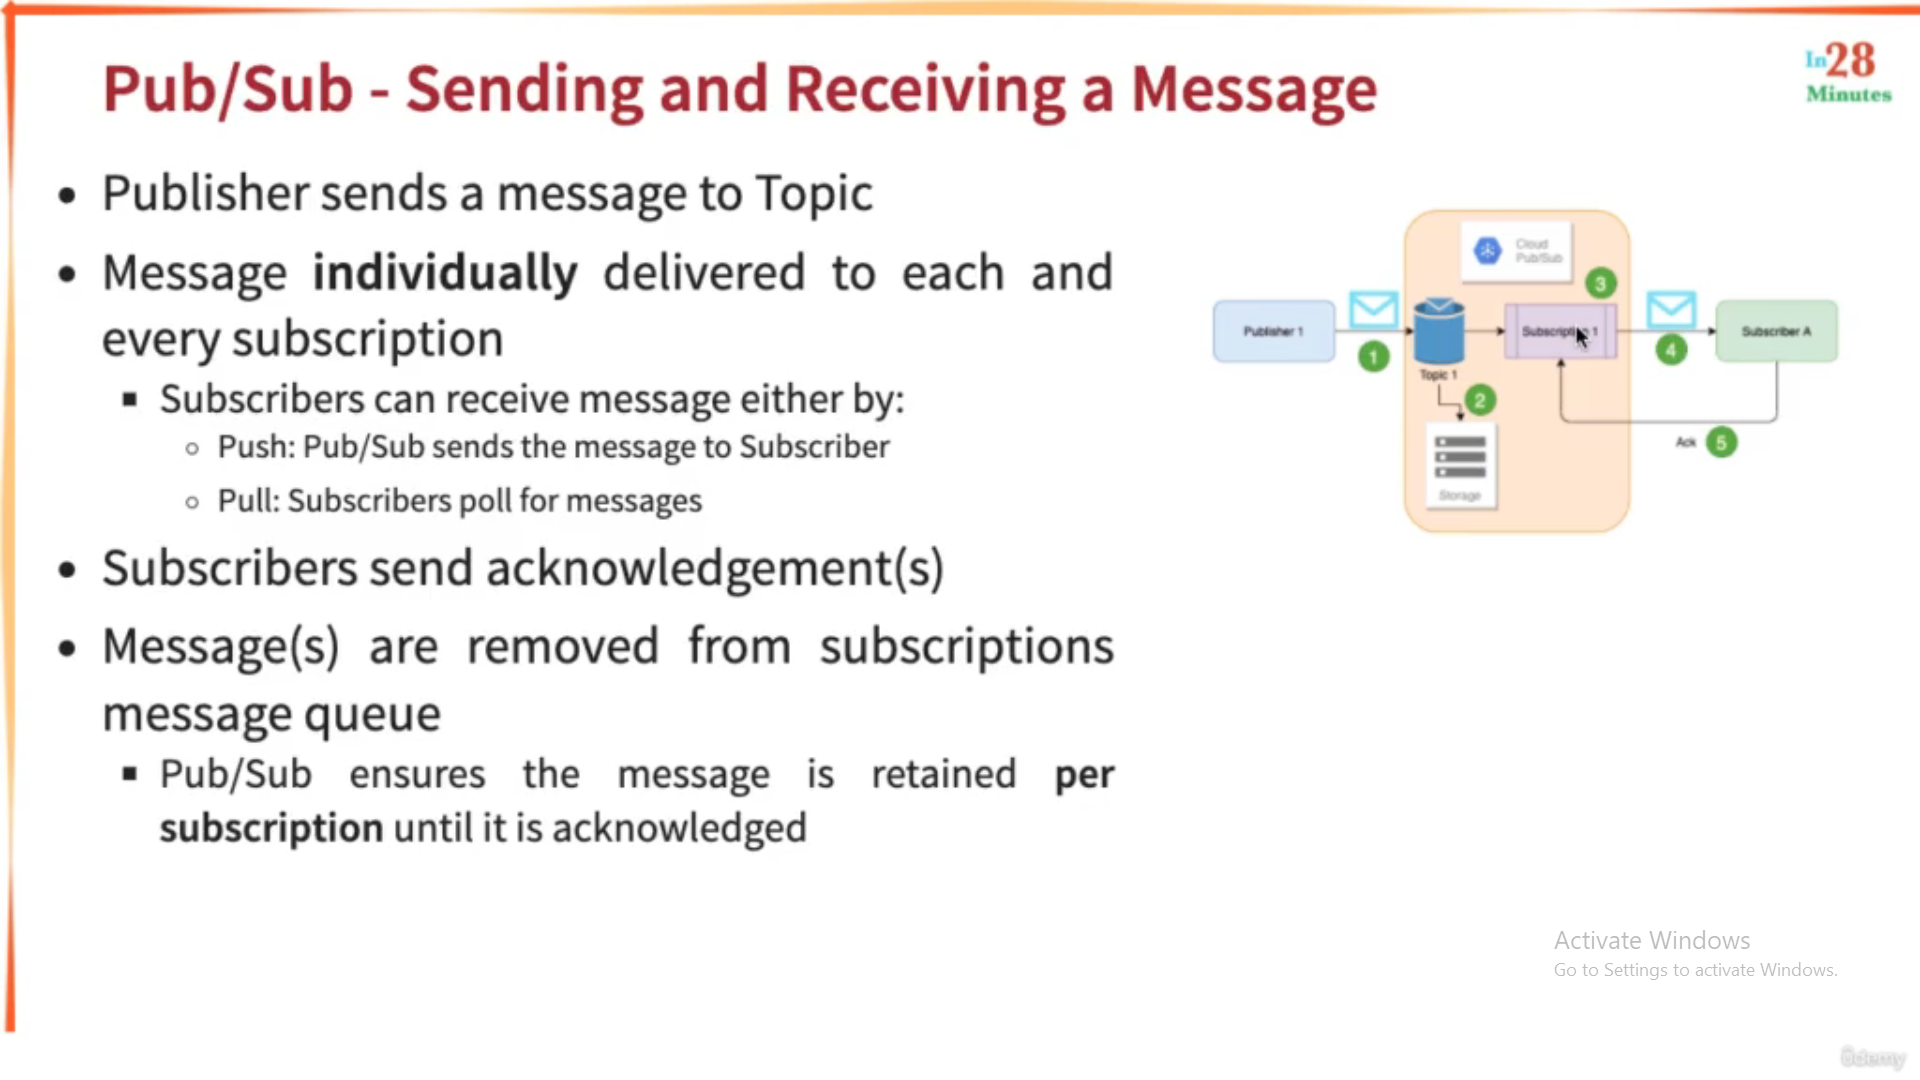 Pub/Sub - Sending and Receiving a Message
In28
Minutes
• Publisher sends a message to Topic
• Message individually delivered to each and
every subscription
▪ Subscribers can receive message either by:
○ Push: Pub/Sub sends the message to Subscriber
○ Pull: Subscribers poll for messages
• Subscribers send acknowledgement(s)
• Message(s) are removed from subscriptions
message queue
▪ Pub/Sub ensures the message is retained per
subscription until it is acknowledged
Cloud
Pub/Sub
3
Publisher 1
1
Topic 1
Subscription 1
4
Subscriber A
2
Storage
Ack
5
Activate Windows
Go to Settings to activate Windows.
ûdemy